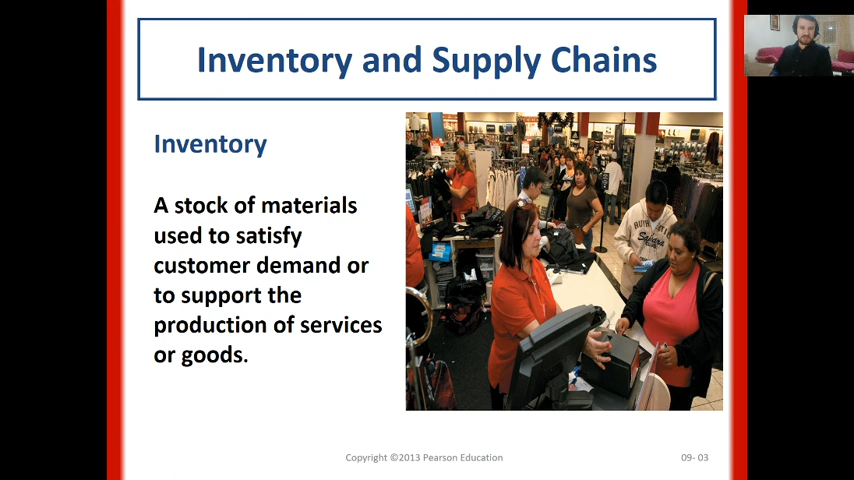 Inventory and Supply Chains
Inventory
A stock of materials
used to satisfy
customer demand or
to support the
production of services
or goods.
Copyright ©2013 Pearson Education
09- 03